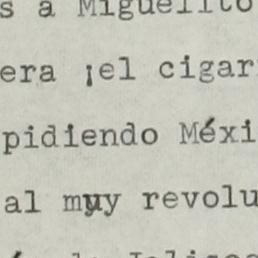 s a Miguelito
era ¡el cigar
pidiendo Méxi
al muy revolu